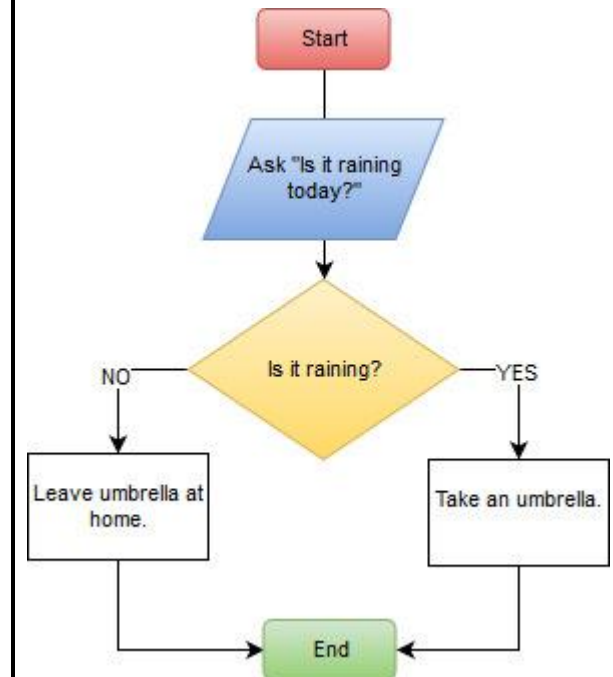 Start
Ask "Is it raining
today?"
Is it raining?
NO
YES
Leave umbrella at
home.
Take an umbrella.
End